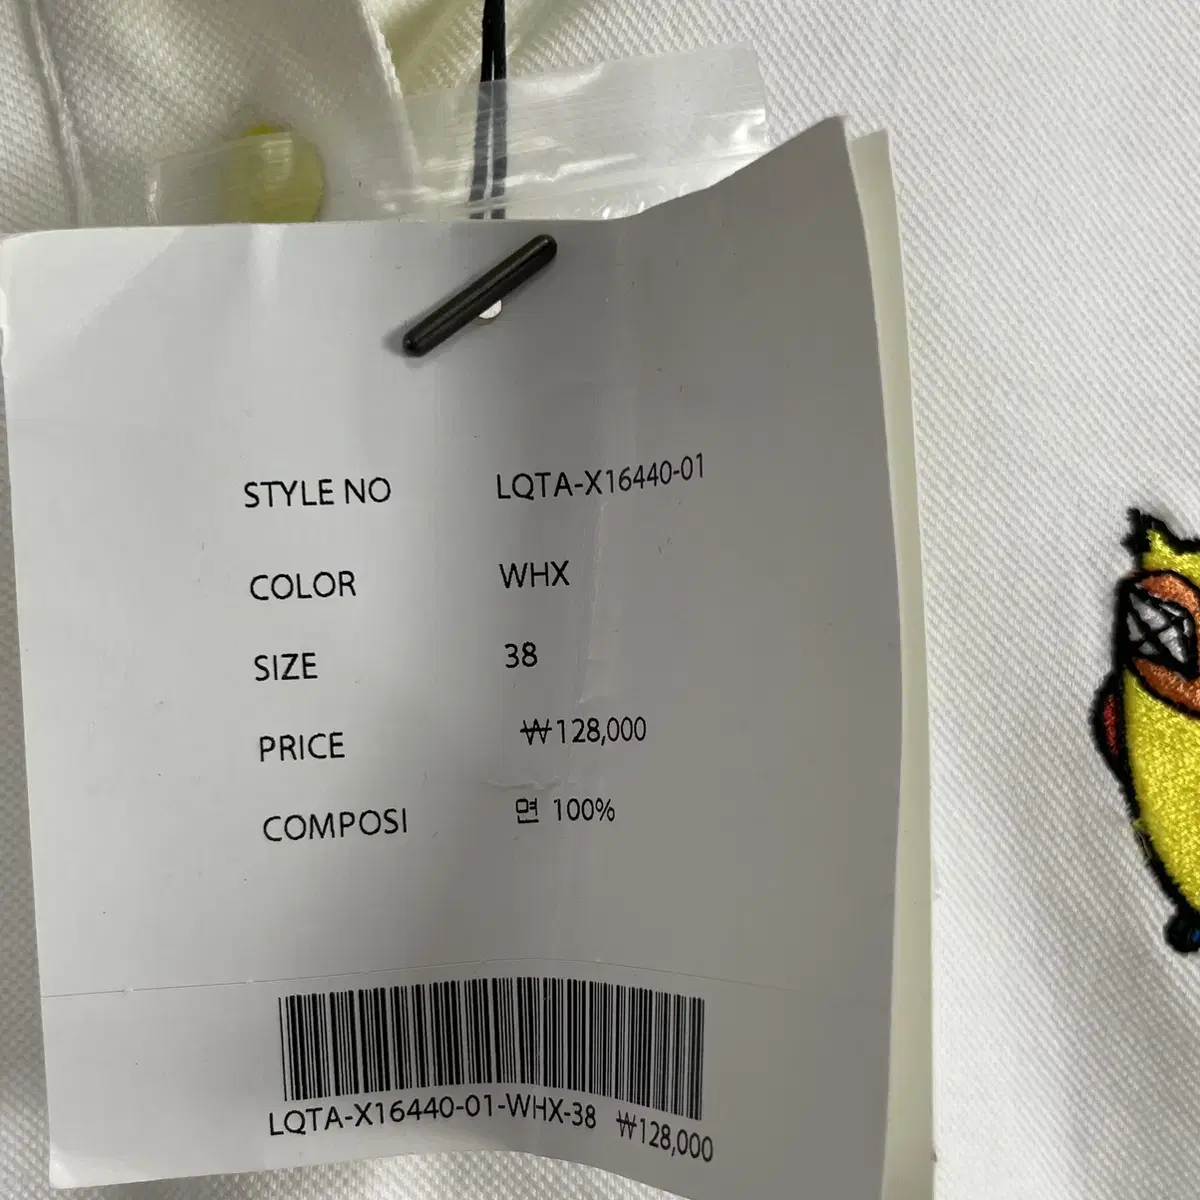 STYLE NO LQTA-X16440-01
COLOR WHX
SIZE 38
PRICE ₩128,000
COMPOSI 면 100%
LQTA-X16440-01-WHX-38 ₩128,000